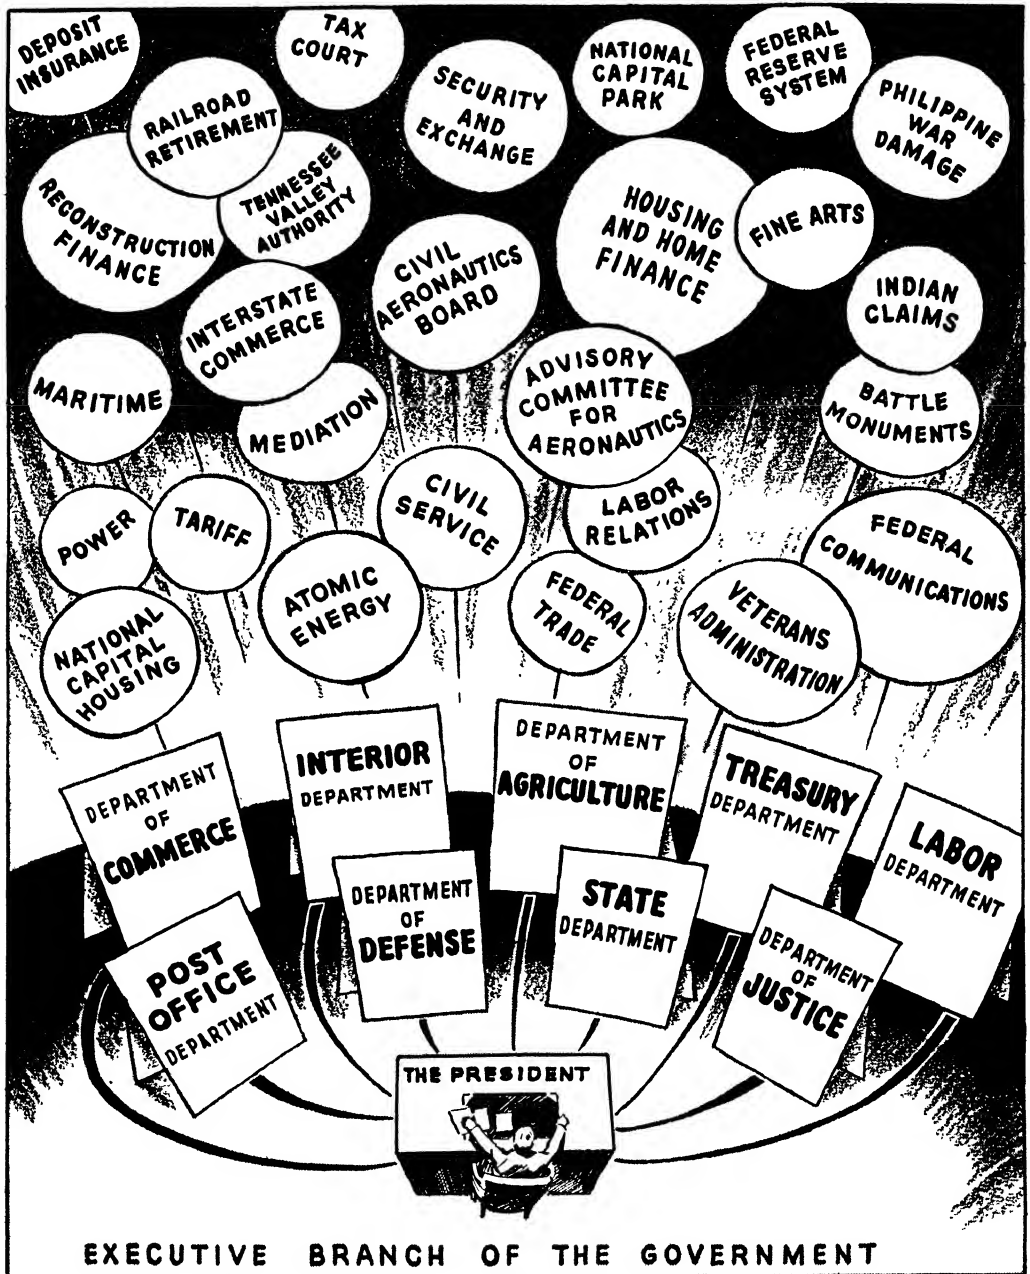 DEPOSIT
INSURANCE
TAX
COURT
RAILROAD
RETIREMENT
SECURITY
AND
EXCHANGE
NATIONAL
CAPITAL
PARK
FEDERAL
RESERVE
SYSTEM
PHILIPPINE
WAR
DAMAGE
RECONSTRUCTION
FINANCE
TENNESSEE
VALLEY
AUTHORITY
CIVIL
AERONAUTICS
BOARD
HOUSING
AND HOME
FINANCE
FINE ARTS
INTERSTATE
COMMERCE
INDIAN
CLAIMS
MARITIME
MEDIATION
ADVISORY
COMMITTEE
FOR
AERONAUTICS
BATTLE
MONUMENTS
POWER
TARIFF
CIVIL
SERVICE
LABOR
RELATIONS
FEDERAL
COMMUNICATIONS
NATIONAL
CAPITAL
HOUSING
ATOMIC
ENERGY
FEDERAL
TRADE
VETERANS
ADMINISTRATION
DEPARTMENT
OF
COMMERCE
INTERIOR
DEPARTMENT
DEPARTMENT
OF
AGRICULTURE
TREASURY
DEPARTMENT
LABOR
DEPARTMENT
POST
OFFICE
DEPARTMENT
DEPARTMENT
OF
DEFENSE
STATE
DEPARTMENT
DEPARTMENT
OF
JUSTICE
THE PRESIDENT
EXECUTIVE BRANCH OF THE GOVERNMENT